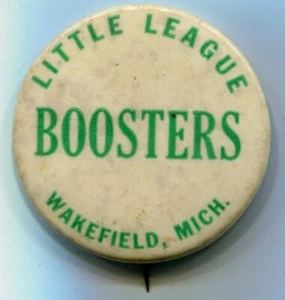 LITTLE LEAGUE
BOOSTERS
WAKEFIELD, MICH.